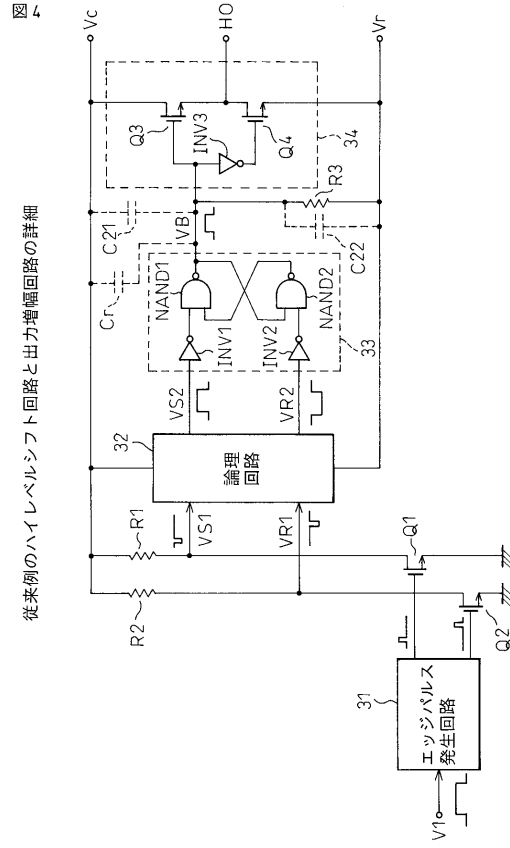 図4
従来例のハイレベルシフト回路と出力増幅回路の詳細
Vc
HO
Vr
Q3
INV3
Q4
34
C21
Cr
VB
R3
C22
NAND1
NAND2
INV1
INV2
33
VS2
VR2
32
論理
回路
VS1
VR1
R1
R2
Q1
Q2
31
エッジパルス
発生回路
V1